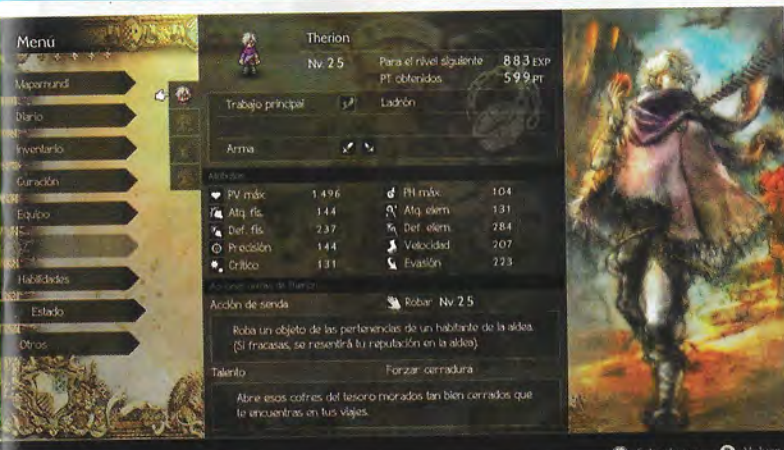 Menú
Mapamundi
Diario
Inventario
Curación
Equipo
Habilidades
Estado
Otros
Therion
Nv. 25
Para el nivel siguiente 883 EXP
PT obtenidos 599 PT
Trabajo principal Ladrón
Arma
Atributos
PV máx. 1 496 PH máx. 104
Atq. fís. 144 Atq. elem. 131
Def. fís. 237 Def. elem. 284
Precisión 144 Velocidad 207
Crítico 131 Evasión 223
Acciones de Therion
Acción de senda Robar Nv 25
Roba un objeto de las pertenencias de un habitante de la aldea.
(Si fracasas, se resentirá tu reputación en la aldea).
Talento Forzar cerradura
Abre esos cofres del tesoro morados tan bien cerrados que
te encuentras en tus viajes.